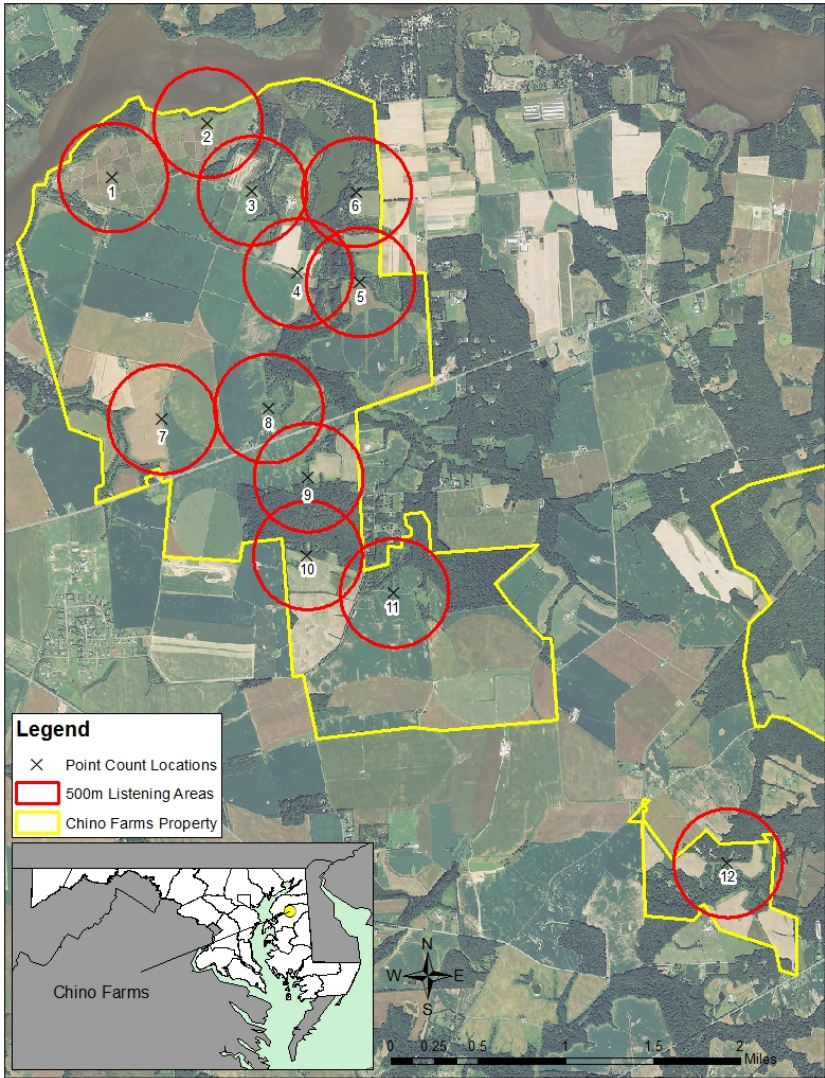 2
1
3
6
4
5
8
7
9
10
11
Legend
Point Count Locations
500m Listening Areas
Chino Farms Property
12
N
W E
S
Chino Farms
0 0.25 0.5 1 1.5 2
Miles